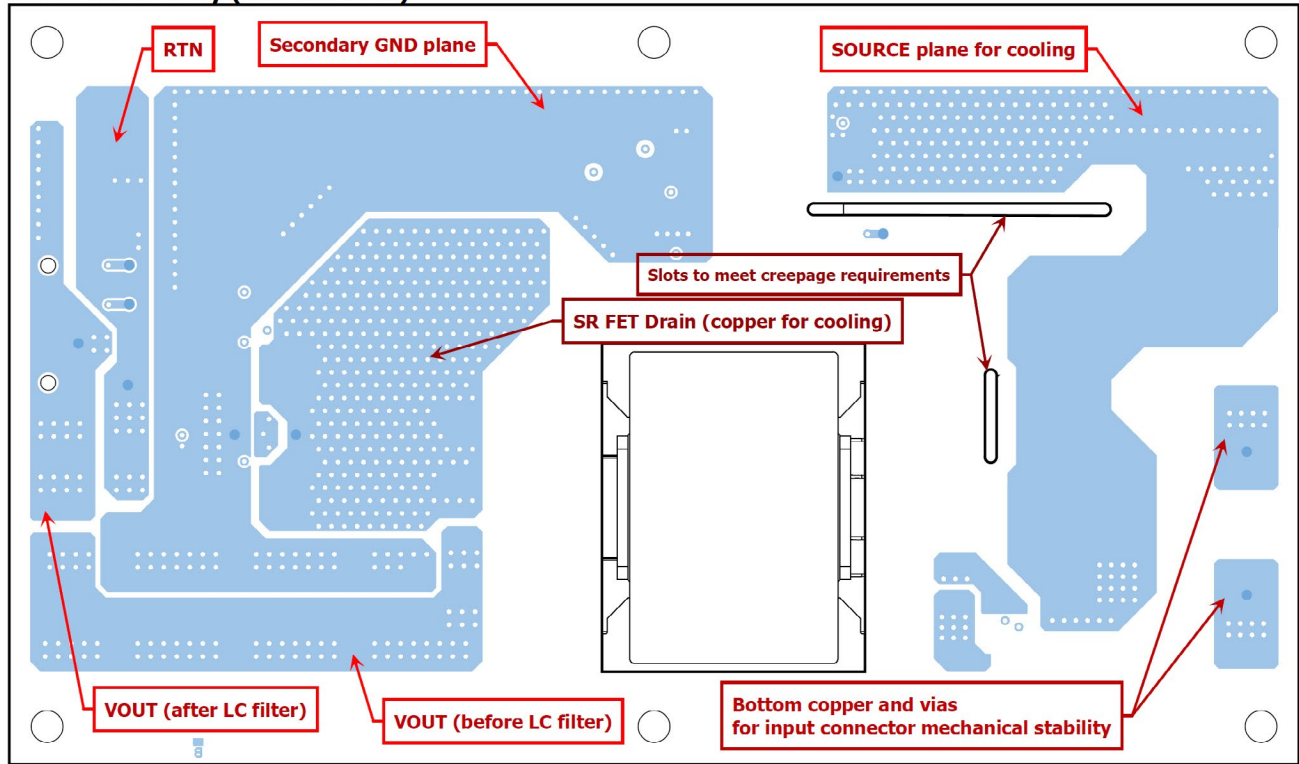 RTN
Secondary GND plane
SOURCE plane for cooling
Slots to meet creepage requirements
SR FET Drain (copper for cooling)
VOUT (after LC filter)
VOUT (before LC filter)
Bottom copper and vias
for input connector mechanical stability